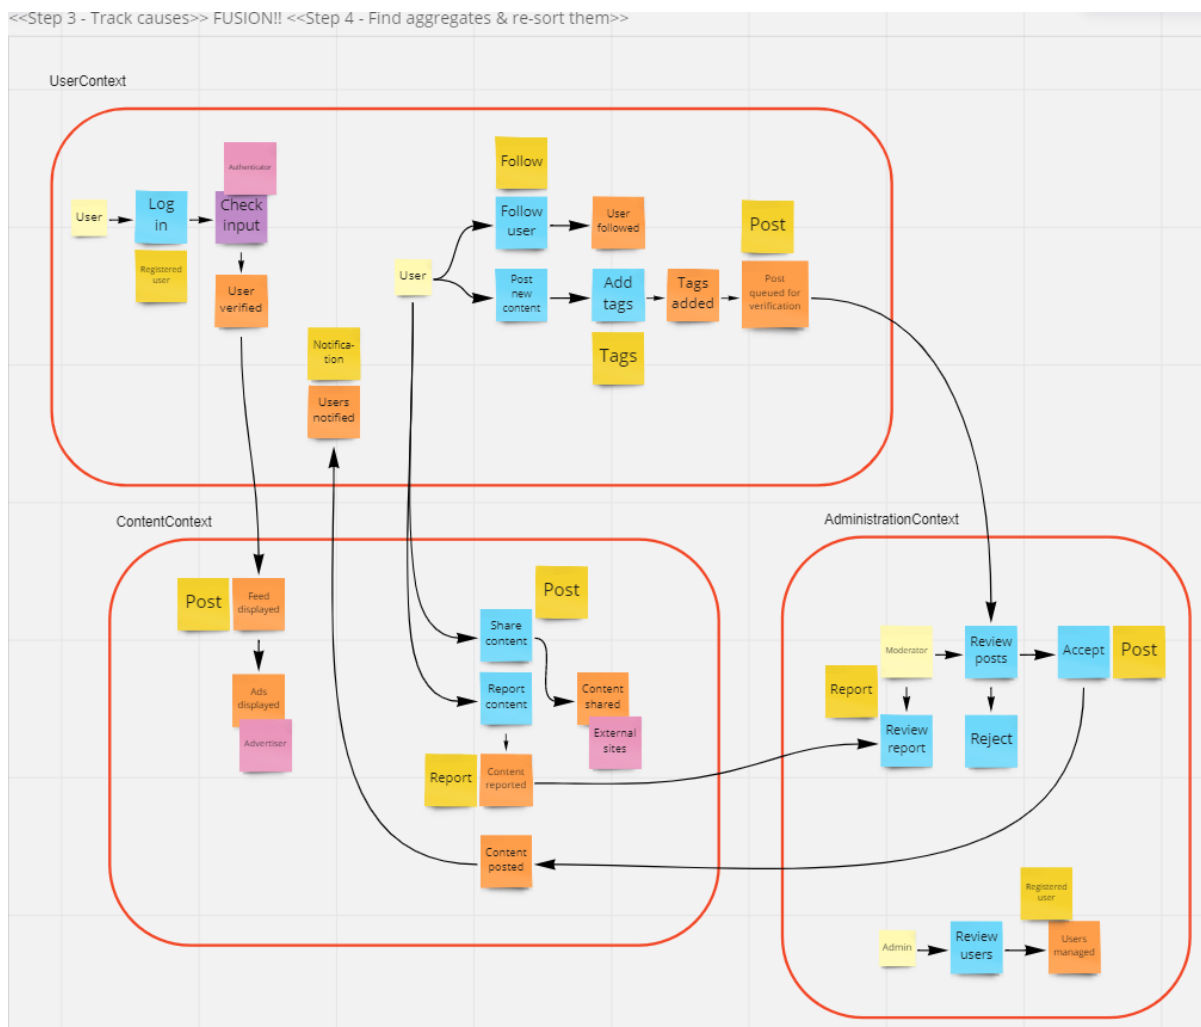 <<Step 3 - Track causes>> FUSION!! <<Step 4 - Find aggregates & re-sort them>>
UserContext
Authenticator
User
Log
in
Check
input
Registered
user
User
verified
Notifica-
tion
Users
notified
User
Follow
Follow
user
User
followed
Post
new
content
Add
tags
Tags
added
Post
Post
queued for
verification
Tags
ContentContext
Post
Feed
displayed
Ads
displayed
Advertiser
Post
Share
content
Report
content
Content
shared
External
sites
Report
Content
reported
Content
posted
AdministrationContext
Moderator
Review
posts
Accept
Post
Report
Review
report
Reject
Registered
user
Admin
Review
users
Users
managed